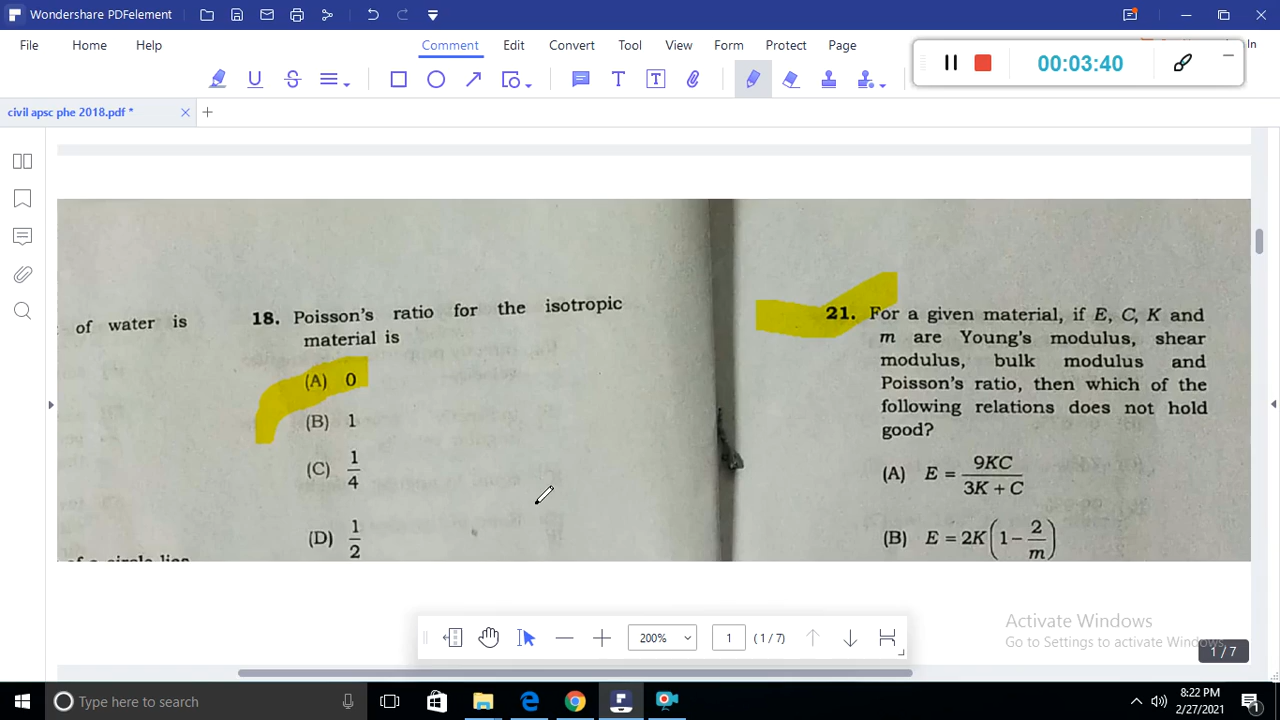 Wondershare PDFelement
File Home Help Comment Edit Convert Tool View Form Protect Page
In
00:03:40
civil apsc phe 2018.pdf *
of water is
18. Poisson's ratio for the isotropic
material is
(A) 0
(B) 1
(C) 1/4
(D) 1/2
21. For a given material, if E, C, K and
m are Young's modulus, shear
modulus, bulk modulus and
Poisson's ratio, then which of the
following relations does not hold
good?
(A) E = 9KC/3K + C
(B) E = 2K(1 - 2/m)
Activate Windows
Go to Settings to activate Windows.
200% 1 (1/7)
1 / 7
Type here to search
8:22 PM
2/27/2021